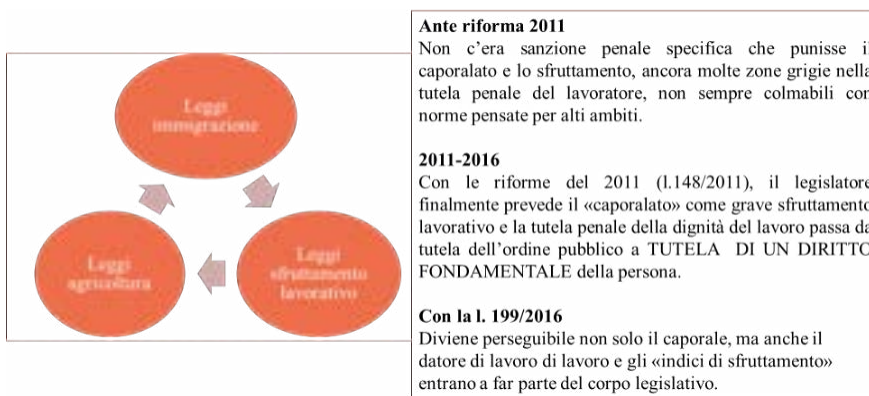 Leggi
immigrazione
Leggi
agricoltura
Leggi
sfruttamento
lavorativo
Ante riforma 2011
Non c'era sanzione penale specifica che punisse il
caporalato e lo sfruttamento, ancora molte zone grigie nella
tutela penale del lavoratore, non sempre colmabili con
norme pensate per alti ambiti.
2011-2016
Con le riforme del 2011 (l.148/2011), il legislatore
finalmente prevede il «caporalato» come grave sfruttamento
lavorativo e la tutela penale della dignità del lavoro passa da
tutela dell'ordine pubblico a TUTELA DI UN DIRITTO
FONDAMENTALE della persona.
Con la l. 199/2016
Diviene perseguibile non solo il caporale, ma anche il
datore di lavoro di lavoro e gli «indici di sfruttamento»
entrano a far parte del corpo legislativo.